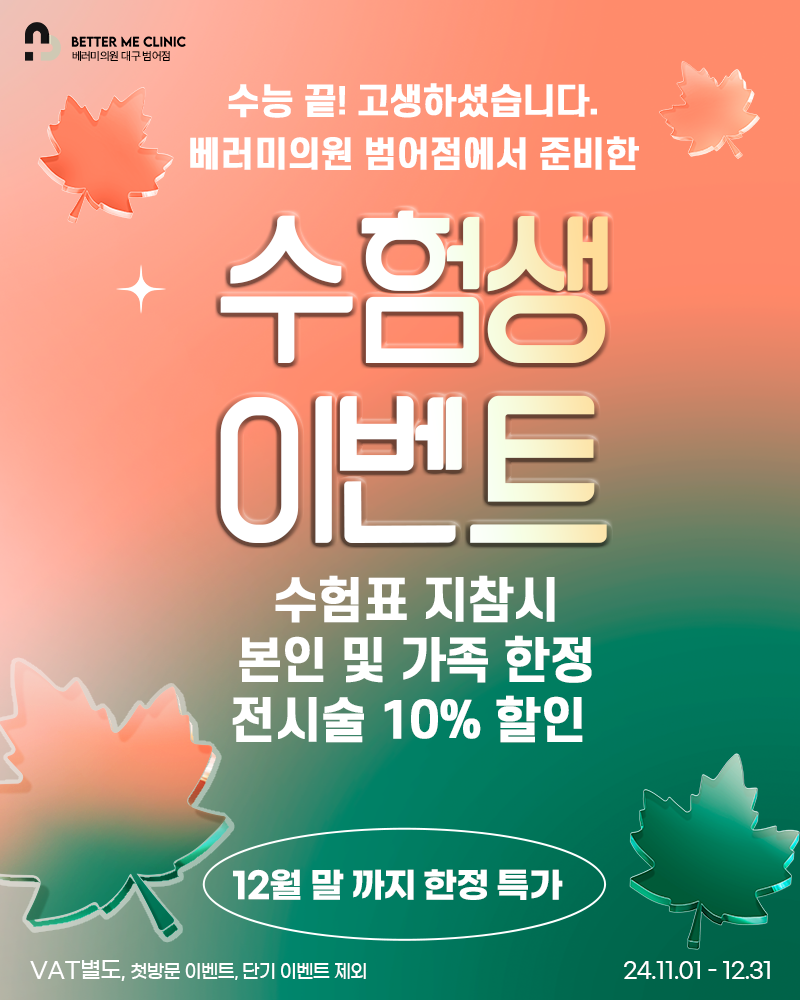 BETTER ME CLINIC
베러미의원 대구 범어점
수능 끝! 고생하셨습니다.
베러미의원 범어점에서 준비한
수험생
이벤트
수험표 지참시
본인 및 가족 한정
전시술 10% 할인
12월 말 까지 한정 특가
VAT별도, 첫방문 이벤트, 단기 이벤트 제외
24.11.01 - 12.31